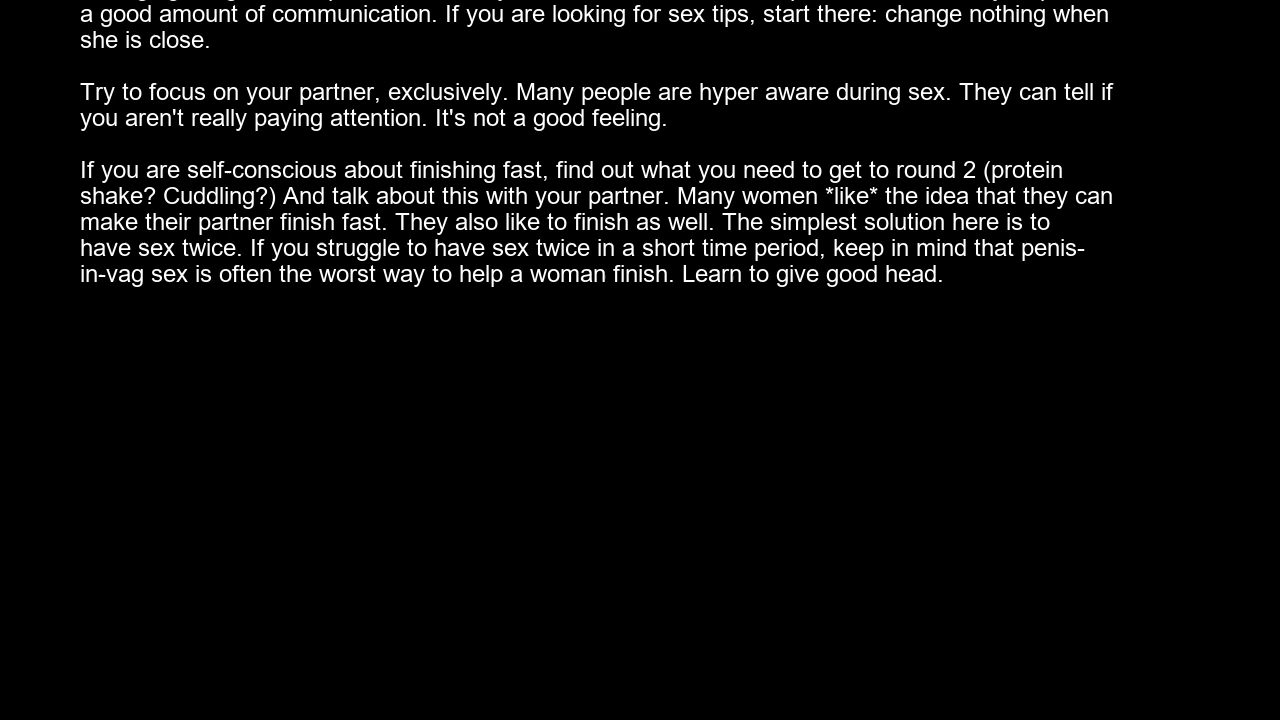 a good amount of communication. If you are looking for sex tips, start there: change nothing when
she is close.
Try to focus on your partner, exclusively. Many people are hyper aware during sex. They can tell if
you aren't really paying attention. It's not a good feeling.
If you are self-conscious about finishing fast, find out what you need to get to round 2 (protein
shake? Cuddling?) And talk about this with your partner. Many women *like* the idea that they can
make their partner finish fast. They also like to finish as well. The simplest solution here is to
have sex twice. If you struggle to have sex twice in a short time period, keep in mind that penis-
in-vag sex is often the worst way to help a woman finish. Learn to give good head.